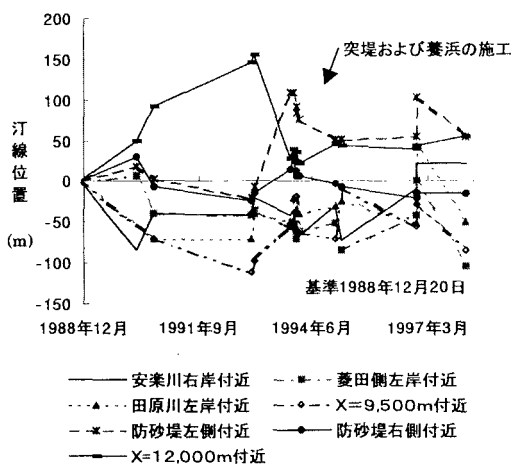 200
150
100
50
0
-50
-100
-150
汀線位置
(m)
突堤および養浜の施工
基準1988年12月20日
1988年12月
1991年9月
1994年6月
1997年3月
安楽川右岸付近
菱田側左岸付近
田原川左岸付近
X=9,500m付近
防砂堤左側付近
防砂堤右側付近
X=12,000m付近